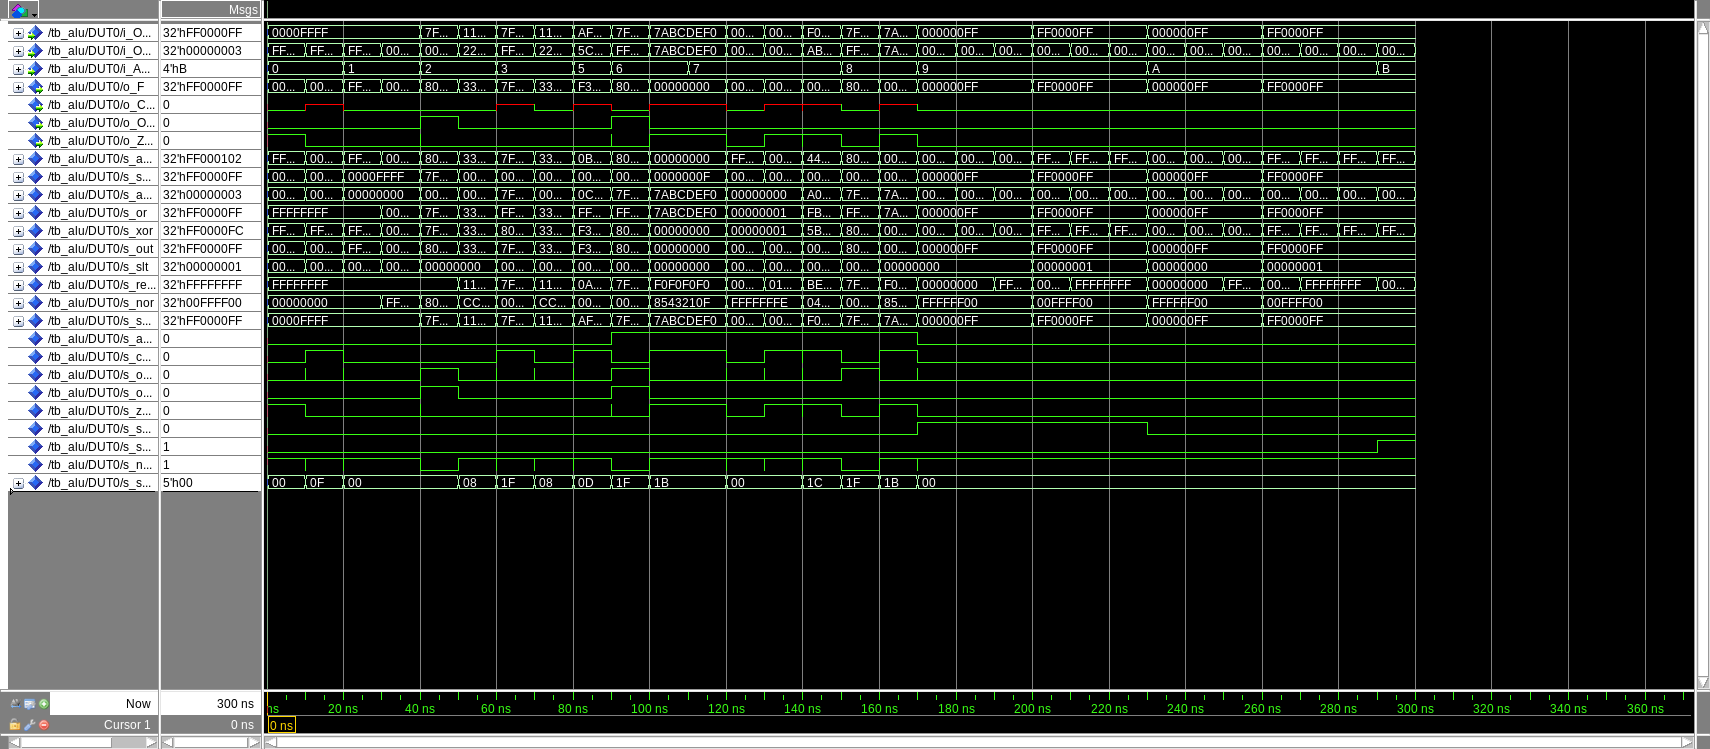 Msgs
/tb_alu/DUT0/i_O... 32'hFF0000FF 0000FFFF 7F... 11... 7F... 11... AF... 7F... 7ABCDEF0 00... 00... F0... 7F... 7A... 000000FF FF0000FF 000000FF FF0000FF
/tb_alu/DUT0/i_O... 32'h00000003 FF... FF... FF... 00... 00... 22... FF... 22... 5C... FF... 7ABCDEF0 00... 00... AB... FF... 7A... 00... 00... 00... 00... 00... 00... 00... 00... 00... 00... 00... 00... 00... 00...
/tb_alu/DUT0/i_A... 4'hB 0 1 2 3 5 6 7 8 9 A B
/tb_alu/DUT0/o_F 32'hFF0000FF 00... 00... FF... 00... 80... 33... 7F... 33... F3... 80... 00000000 00... 00... 00... 80... 00... 000000FF FF0000FF 000000FF FF0000FF
/tb_alu/DUT0/o_C... 0
/tb_alu/DUT0/o_O... 0
/tb_alu/DUT0/o_Z... 0
/tb_alu/DUT0/s_a... 32'hFF000102 FF... 00... FF... FF... 80... 33... 7F... 33... 0B... 80... 00000000 FF... 00... 44... 80... 00... 00... 00... 00... FF... FF... FF... 00... 00... 00... FF... FF... FF... FF...
/tb_alu/DUT0/s_s... 32'hFF0000FF 00... 00... 0000FFFF 7F... 00... 00... 00... 00... 00... 0000000F 00... 00... 00... 00... 00... 000000FF FF0000FF 000000FF FF0000FF
/tb_alu/DUT0/s_a... 32'h00000003 00... 00... 00000000 00... 00... 7F... 00... 0C... 7F... 7ABCDEF0 00000000 A0... 7F... 7A... 00... 00... 00... 00... 00... 00... 00... 00... 00... 00... 00... 00... 00...
/tb_alu/DUT0/s_or 32'hFF0000FF FFFFFFFF 00... 7F... 33... FF... 33... FF... FF... 7ABCDEF0 00000001 FB... FF... 7A... 000000FF FF0000FF 000000FF FF0000FF
/tb_alu/DUT0/s_xor 32'hFF0000FC FF... FF... FF... 00... 7F... 33... 80... 33... F3... 80... 00000000 00000001 5B... 80... 00... 00... 00... 00... FF... FF... FF... 00... 00... 00... FF... FF... FF... FF...
/tb_alu/DUT0/s_out 32'hFF0000FF 00... 00... FF... 00... 80... 33... 7F... 33... F3... 80... 00000000 00... 00... 00... 80... 00... 000000FF FF0000FF 000000FF FF0000FF
/tb_alu/DUT0/s_slt 32'h00000001 00... 00... 00... 00... 00000000 00... 00... 00... 00... 00000000 00... 00... 00... 00... 00000000 00000001 00000000 00000001
/tb_alu/DUT0/s_re... 32'hFFFFFFFF FFFFFFFF 11... 7F... 11... 0A... 7F... F0F0F0F0 00... 01... BE... 7F... F0... 00000000 FF... 00... FFFFFFFF 00000000 FF... 00... FFFFFFFF 00...
/tb_alu/DUT0/s_nor 32'h00FFFF00 00000000 FF... 80... CC... 00... CC... 00... 00... 8543210F FFFFFFFE 04... 00... 85... FFFFFF00 00FFFF00 FFFFFF00 00FFFF00
/tb_alu/DUT0/s_s... 32'hFF0000FF 0000FFFF 7F... 11... 7F... 11... AF... 7F... 7ABCDEF0 00... 00... F0... 7F... 7A... 000000FF FF0000FF 000000FF FF0000FF
/tb_alu/DUT0/s_a... 0
/tb_alu/DUT0/s_c... 0
/tb_alu/DUT0/s_o... 0
/tb_alu/DUT0/s_o... 0
/tb_alu/DUT0/s_z... 0
/tb_alu/DUT0/s_s... 0
/tb_alu/DUT0/s_s... 1
/tb_alu/DUT0/s_n... 1
/tb_alu/DUT0/s_s... 5'h00 00 0F 00 08 1F 08 0D 1F 1B 00 1C 1F 1B 00
Now 300 ns ns 20 ns 40 ns 60 ns 80 ns 100 ns 120 ns 140 ns 160 ns 180 ns 200 ns 220 ns 240 ns 260 ns 280 ns 300 ns 320 ns 340 ns 360 ns
Cursor 1 0 ns 0 ns